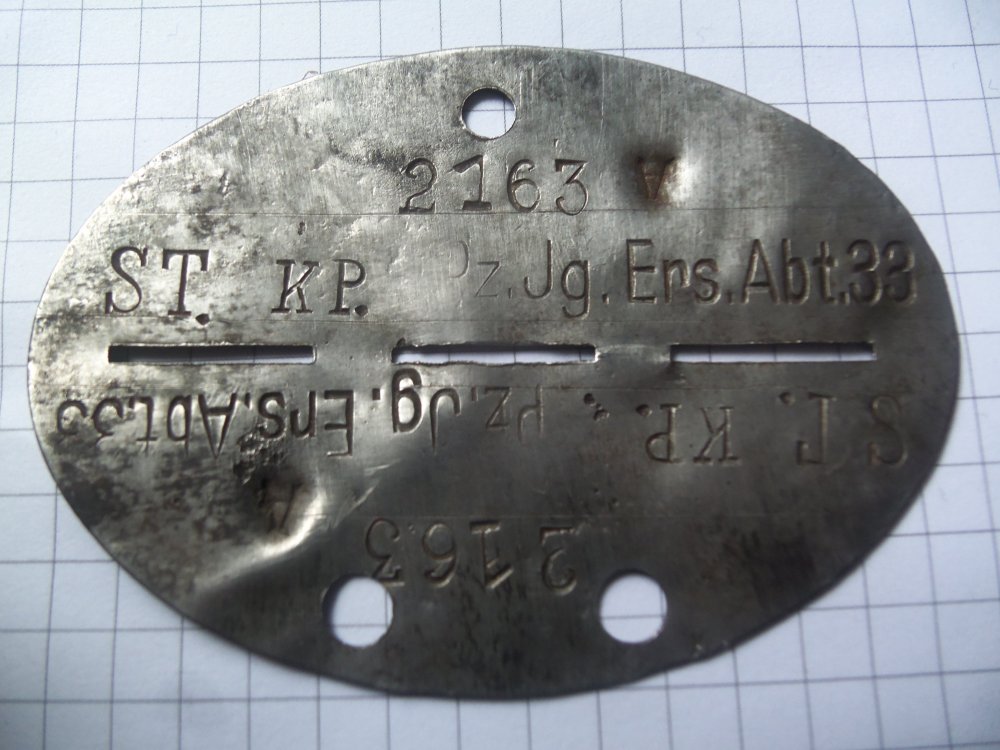 2163 A
ST. KP. Pz.Jg.Ers.Abt.33
ST. KP. Pz.Jg.Ers.Abt.33
2163 A